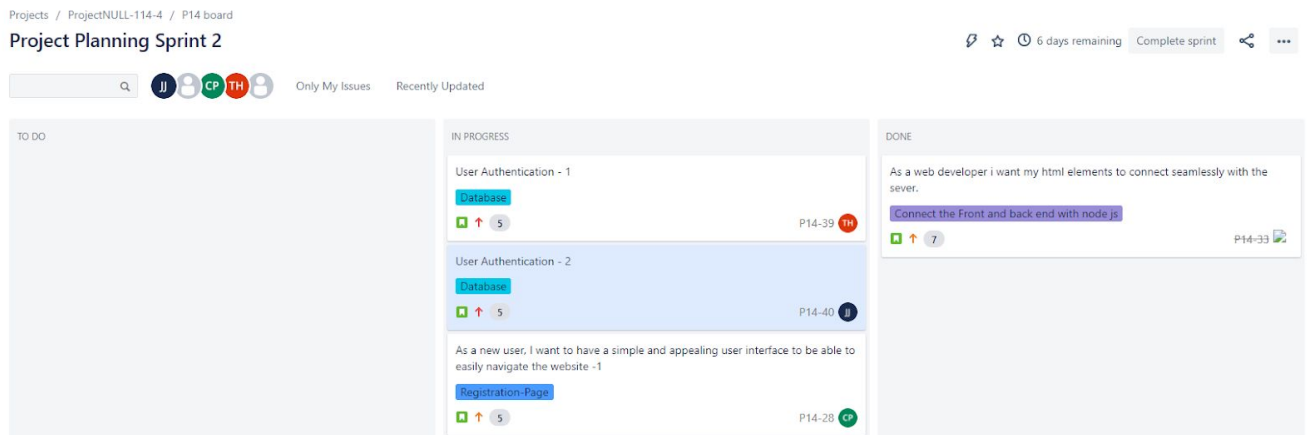 Projects / ProjectNULL-114-4 / P14 board
Project Planning Sprint 2
6 days remaining
Complete sprint
JJ
CP
TH
Only My Issues
Recently Updated
TO DO
IN PROGRESS
User Authentication - 1
Database
5
P14-39
TH
User Authentication - 2
Database
5
P14-40
JJ
As a new user, I want to have a simple and appealing user interface to be able to
easily navigate the website -1
Registration-Page
5
P14-28
CP
DONE
As a web developer i want my html elements to connect seamlessly with the
sever.
Connect the Front and back end with node js
7
P14-33